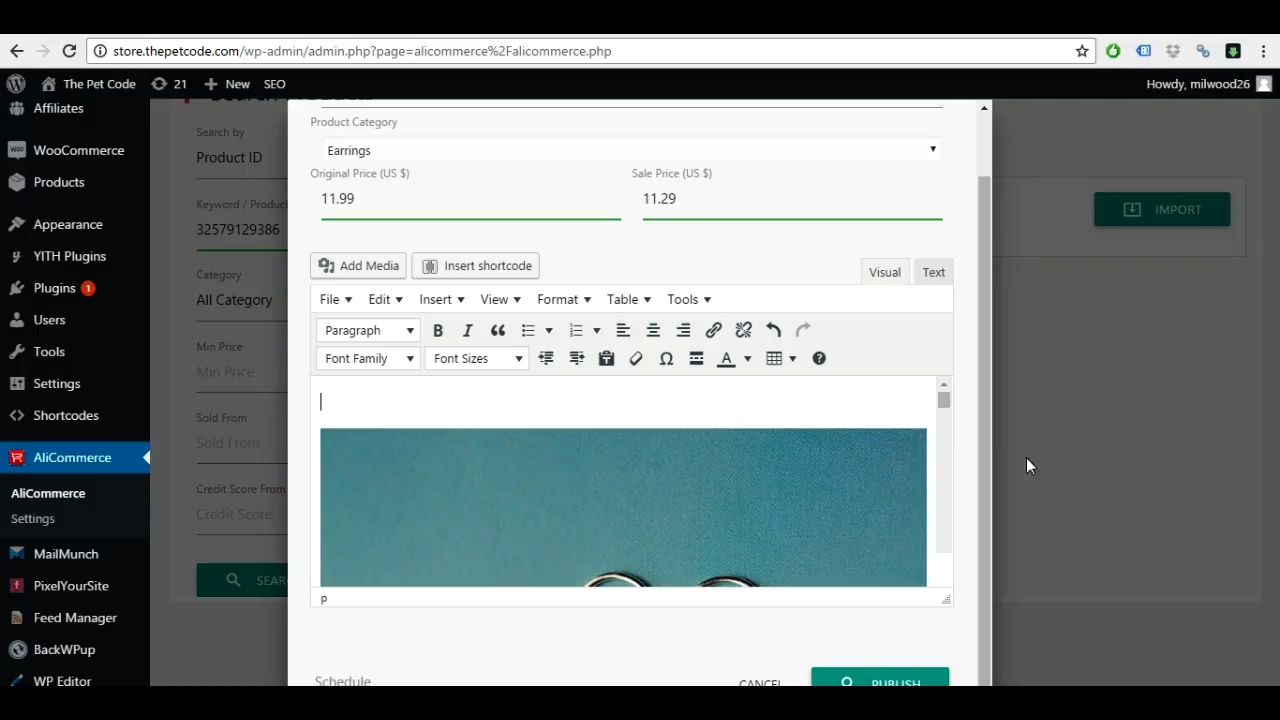 store.thepetcode.com/wp-admin/admin.php?page=alicommerce%2Falicommerce.php
The Pet Code 21 New SEO Howdy, milwood26
Affiliates
WooCommerce
Products
Appearance
YITH Plugins
Plugins 1
Users
Tools
Settings
Shortcodes
AliCommerce
AliCommerce
Settings
MailMunch
PixelYourSite
Feed Manager
BackWPup
WP Editor
Search by
Product ID
Keyword / Produc
32579129386
Category
All Category
Min Price
Min Price
Sold From
Sold From
Credit Score From
Credit Score
SEAR
Product Category
Earrings
Original Price (US $) Sale Price (US $)
11.99 11.29
Add Media Insert shortcode
Visual Text
File Edit Insert View Format Table Tools
Paragraph B I
Font Family Font Sizes A
p
Schedule CANCEL PUBLISH
IMPORT